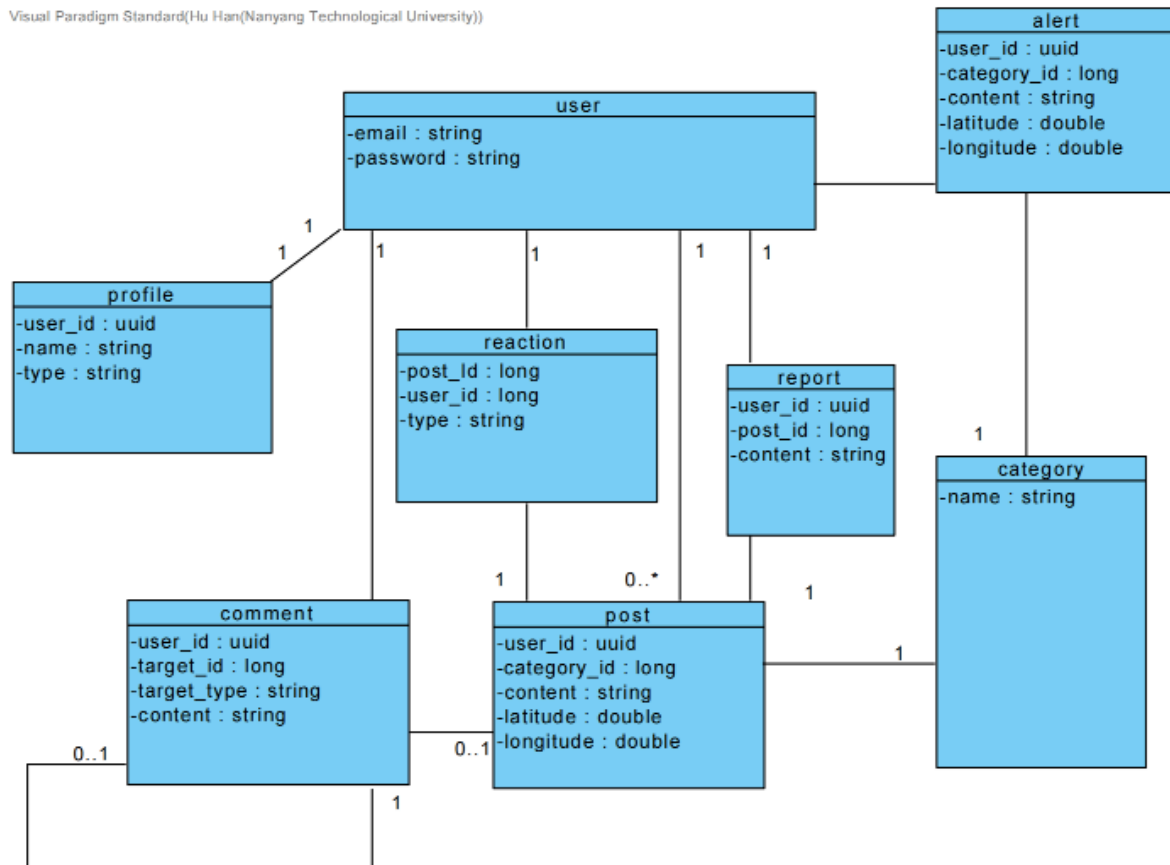 Visual Paradigm Standard(Hu Han(Nanyang Technological University))
alert
-user_id : uuid
-category_id : long
-content : string
-latitude : double
-longitude : double
user
-email : string
-password : string
1
1
1
1
1
1
profile
-user_id : uuid
-name : string
-type : string
reaction
-post_Id : long
-user_id : long
-type : string
report
-user_id : uuid
-post_id : long
-content : string
1
category
-name : string
1
0..*
1
comment
-user_id : uuid
-target_id : long
-target_type : string
-content : string
post
-user_id : uuid
-category_id : long
-content : string
-latitude : double
-longitude : double
1
0..1
0..1
1